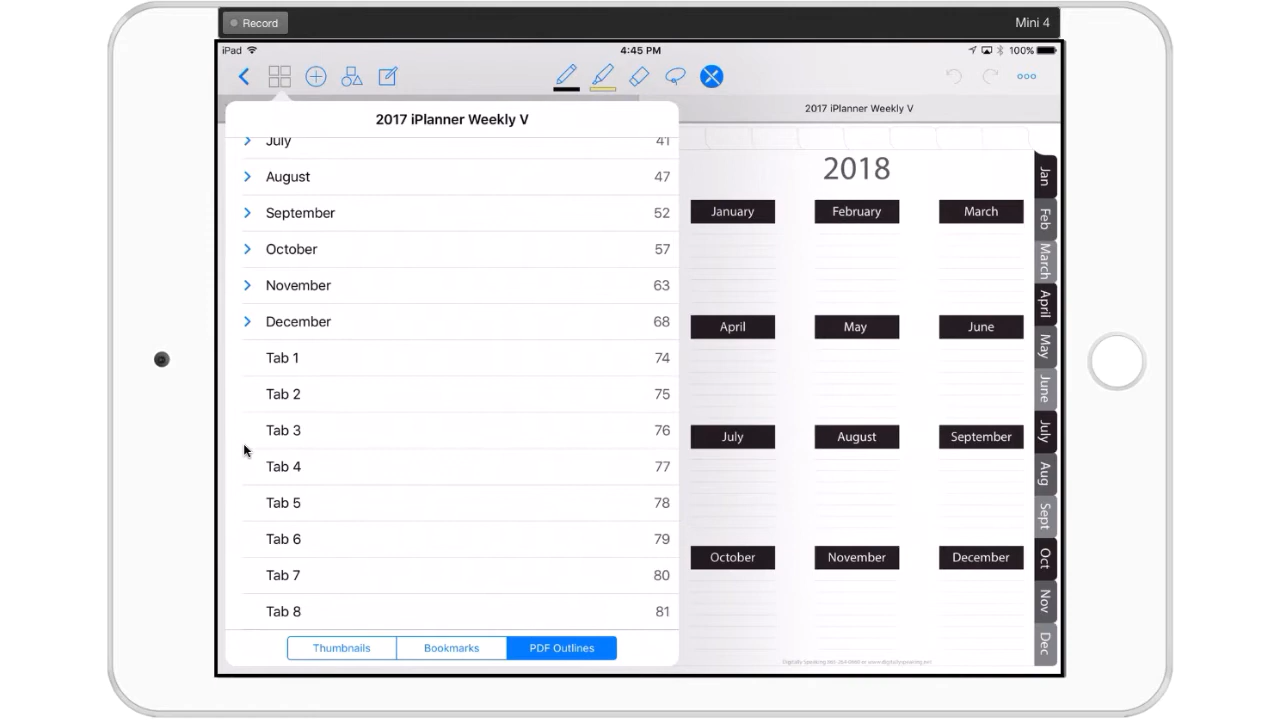 Record
Mini 4
iPad
4:45 PM
100%
2017 iPlanner Weekly V
2017 iPlanner Weekly V
July 41
August 47
September 52
October 57
November 63
December 68
Tab 1 74
Tab 2 75
Tab 3 76
Tab 4 77
Tab 5 78
Tab 6 79
Tab 7 80
Tab 8 81
Thumbnails Bookmarks PDF Outlines
2018
January February March
April May June
July August September
October November December
Jan
Feb
March
April
May
June
July
Aug
Sept
Oct
Nov
Dec